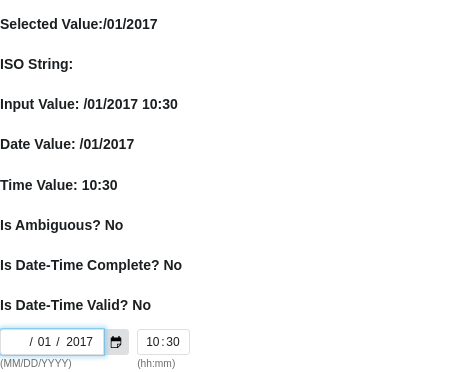 Selected Value:/01/2017
ISO String:
Input Value: /01/2017 10:30
Date Value: /01/2017
Time Value: 10:30
Is Ambiguous? No
Is Date-Time Complete? No
Is Date-Time Valid? No
/ 01 / 2017 10:30
(MM/DD/YYYY) (hh:mm)